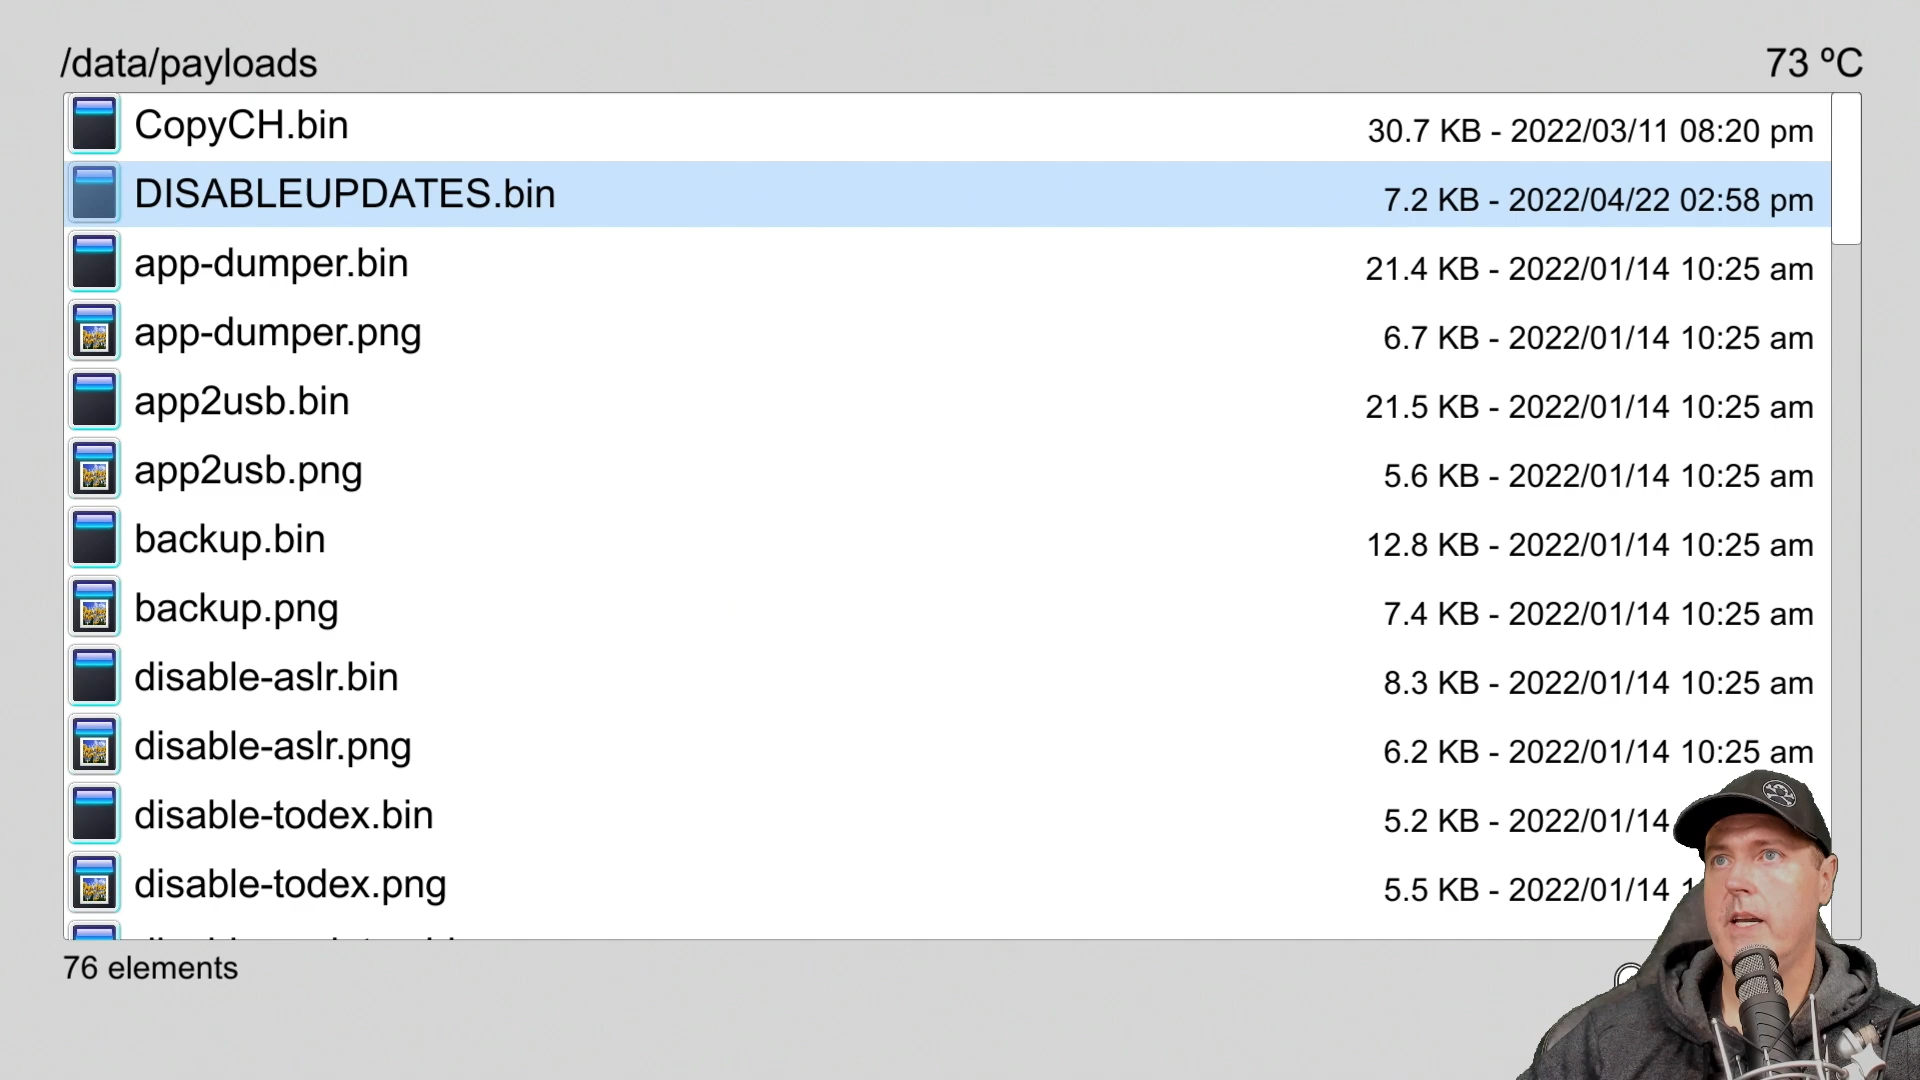 /data/payloads 73 ºC
CopyCH.bin 30.7 KB - 2022/03/11 08:20 pm
DISABLEUPDATES.bin 7.2 KB - 2022/04/22 02:58 pm
app-dumper.bin 21.4 KB - 2022/01/14 10:25 am
app-dumper.png 6.7 KB - 2022/01/14 10:25 am
app2usb.bin 21.5 KB - 2022/01/14 10:25 am
app2usb.png 5.6 KB - 2022/01/14 10:25 am
backup.bin 12.8 KB - 2022/01/14 10:25 am
backup.png 7.4 KB - 2022/01/14 10:25 am
disable-aslr.bin 8.3 KB - 2022/01/14 10:25 am
disable-aslr.png 6.2 KB - 2022/01/14 10:25 am
disable-todex.bin 5.2 KB - 2022/01/14
disable-todex.png 5.5 KB - 2022/01/14
76 elements